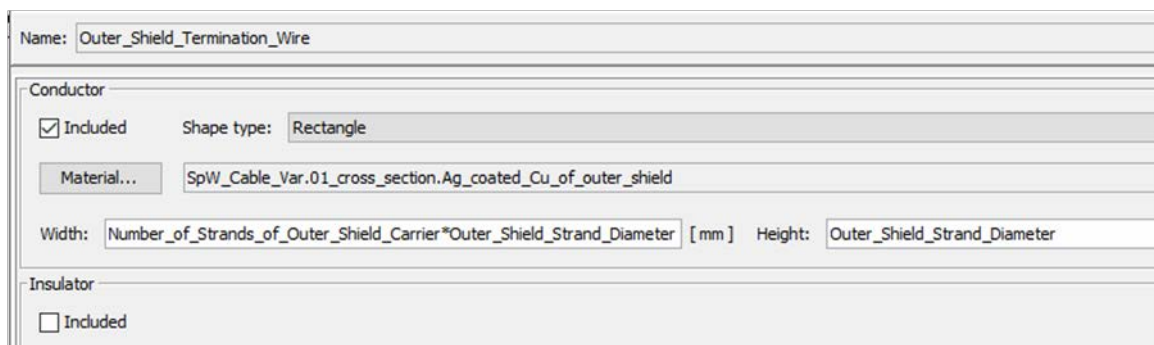 Name: Outer_Shield_Termination_Wire
Conductor
Included Shape type: Rectangle
Material... SpW_Cable_Var.01_cross_section.Ag_coated_Cu_of_outer_shield
Width: Number_of_Strands_of_Outer_Shield_Carrier*Outer_Shield_Strand_Diameter [mm] Height: Outer_Shield_Strand_Diameter
Insulator
Included